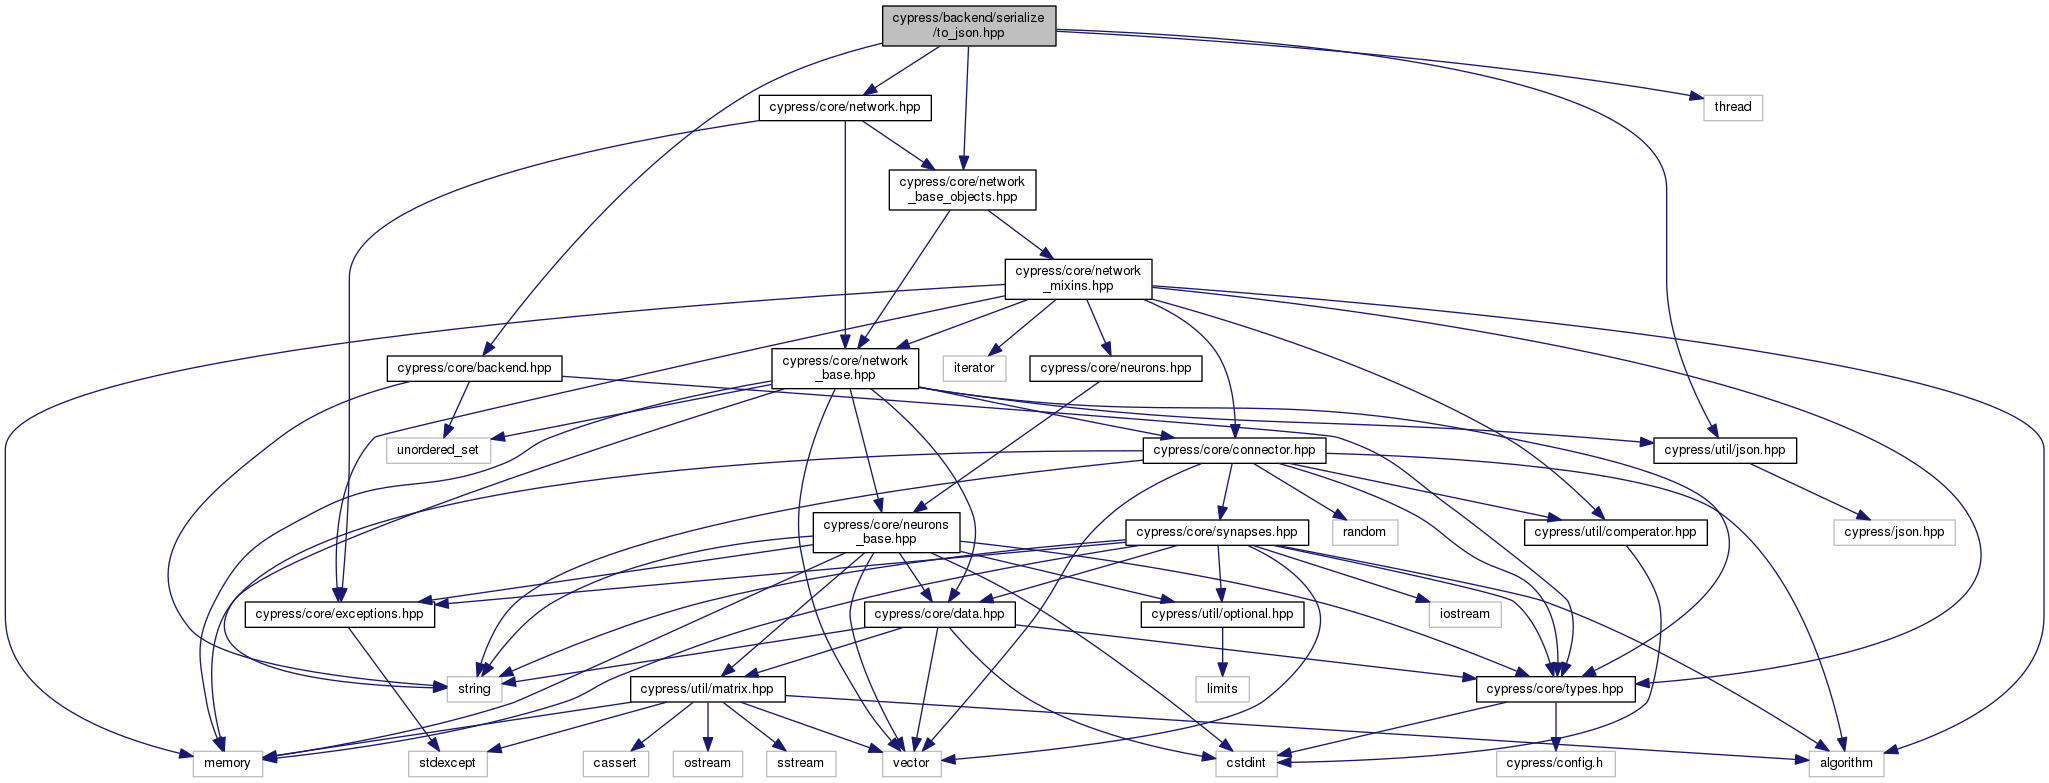 cypress/backend/serialize
/to_json.hpp
cypress/core/network.hpp
thread
cypress/core/network
_base_objects.hpp
cypress/core/network
_mixins.hpp
cypress/core/backend.hpp
cypress/core/network
_base.hpp
iterator
cypress/core/neurons.hpp
unordered_set
cypress/core/connector.hpp
cypress/util/json.hpp
cypress/core/neurons
_base.hpp
cypress/core/synapses.hpp
random
cypress/util/comperator.hpp
cypress/json.hpp
cypress/core/exceptions.hpp
cypress/core/data.hpp
cypress/util/optional.hpp
iostream
string
cypress/util/matrix.hpp
limits
cypress/core/types.hpp
memory
stdexcept
cassert
ostream
sstream
vector
cstdint
cypress/config.h
algorithm